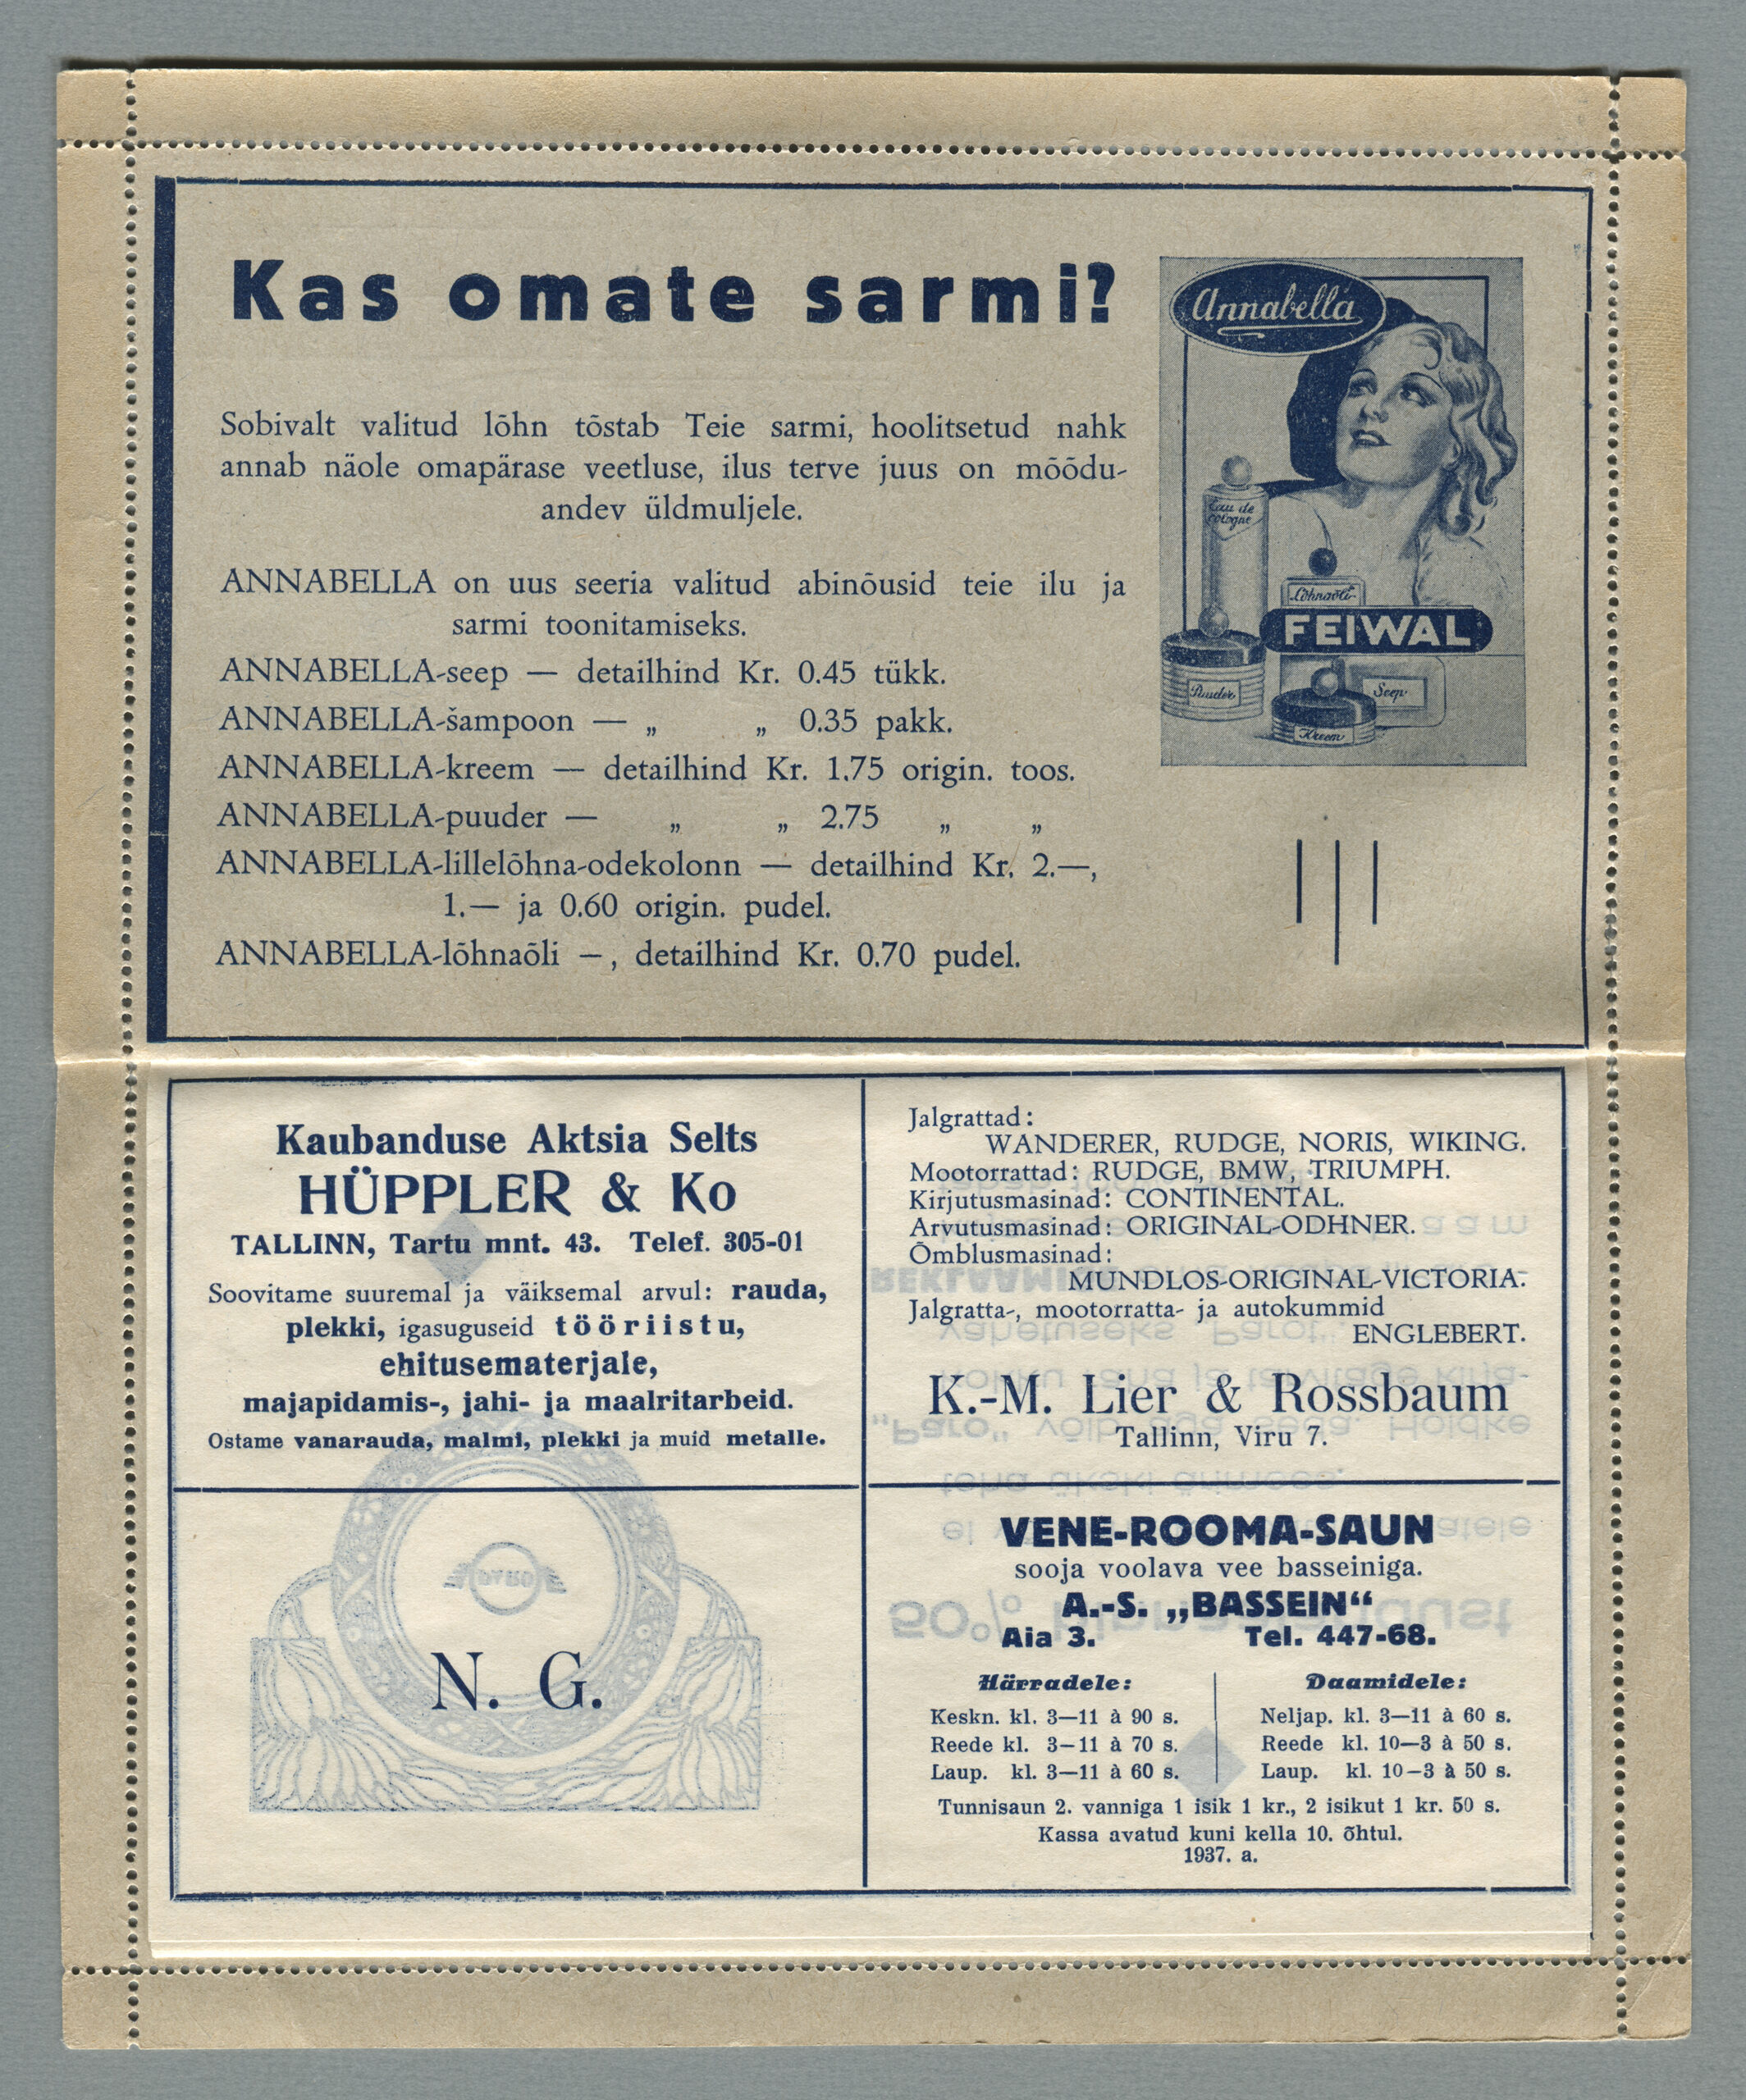 Kas omate sarmi?
Sobivalt valitud lõhn tõstab Teie sarmi, hoolitsetud nahk
annab näole omapärase veetluse, ilus terve juus on mõõdu-
andev üldmuljele.
ANNABELLA on uus seeria valitud abinõusid teie ilu ja
sarmi toonitamiseks.
ANNABELLA-seep — detailhind Kr. 0.45 tükk.
ANNABELLA-šampoon — „ „ 0.35 pakk.
ANNABELLA-kreem — detailhind Kr. 1.75 origin. toos.
ANNABELLA-puuder — „ „ 2.75 „ „
ANNABELLA-lillelõhna-odekolonn — detailhind Kr. 2.—,
1.— ja 0.60 origin. pudel.
ANNABELLA-lõhnaõli –, detailhind Kr. 0.70 pudel.
Annabella
Eau de
cologne
Lõhnaõli
FEIWAL
Puuder
Seep
Kreem
Kaubanduse Aktsia Selts
HÜPPLER & Ko
TALLINN, Tartu mnt. 43. Telef. 305-01
Soovitame suuremal ja väiksemal arvul: rauda,
plekki, igasuguseid tööriistu,
ehitusematerjale,
majapidamis-, jahi- ja maalritarbeid.
Ostame vanarauda, malmi, plekki ja muid metalle.
Jalgrattad:
WANDERER, RUDGE, NORIS, WIKING.
Mootorrattad: RUDGE, BMW, TRIUMPH.
Kirjutusmasinad: CONTINENTAL.
Arvutusmasinad: ORIGINAL-ODHNER.
Õmblusmasinad:
MUNDLOS-ORIGINAL-VICTORIA.
Jalgratta-, mootorratta- ja autokummid
ENGLEBERT.
K.-M. Lier & Rossbaum
Tallinn, Viru 7.
N. G.
VENE-ROOMA-SAUN
sooja voolava vee basseiniga.
A.-S. „BASSEIN“
Aia 3. Tel. 447-68.
Härradele:
Keskn. kl. 3—11 à 90 s.
Reede kl. 3—11 à 70 s.
Laup. kl. 3—11 à 60 s.
Daamidele:
Neljap. kl. 3—11 à 60 s.
Reede kl. 10—3 à 50 s.
Laup. kl. 10—3 à 50 s.
Tunnisaun 2. vanniga 1 isik 1 kr., 2 isikut 1 kr. 50 s.
Kassa avatud kuni kella 10. õhtul.
1937. a.